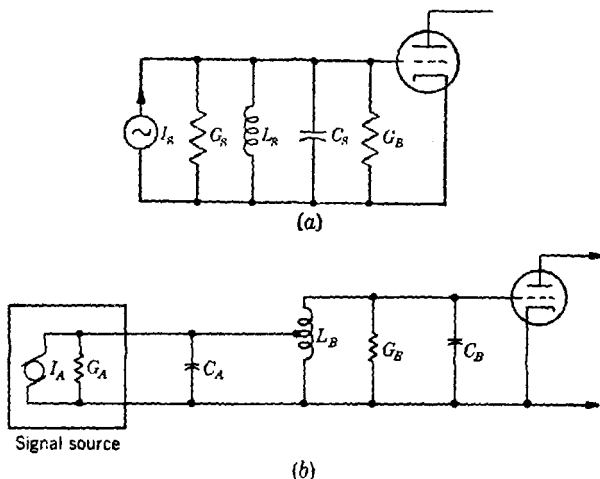 I_S G_S L_S C_S G_B
(a)
I_A G_A C_A L_B G_B C_B
Signal source
(b)